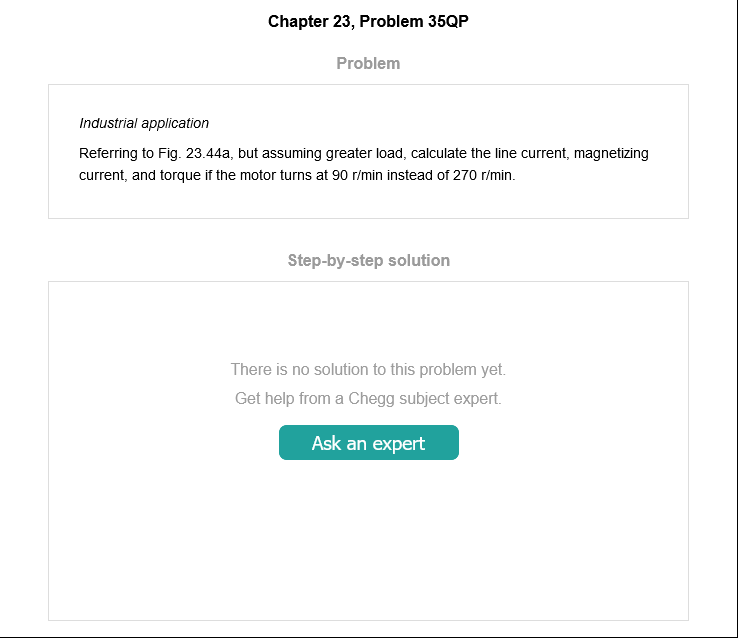 Chapter 23, Problem 35QP
Problem
Industrial application
Referring to Fig. 23.44a, but assuming greater load, calculate the line current, magnetizing
current, and torque if the motor turns at 90 r/min instead of 270 r/min.
Step-by-step solution
There is no solution to this problem yet.
Get help from a Chegg subject expert.
Ask an expert